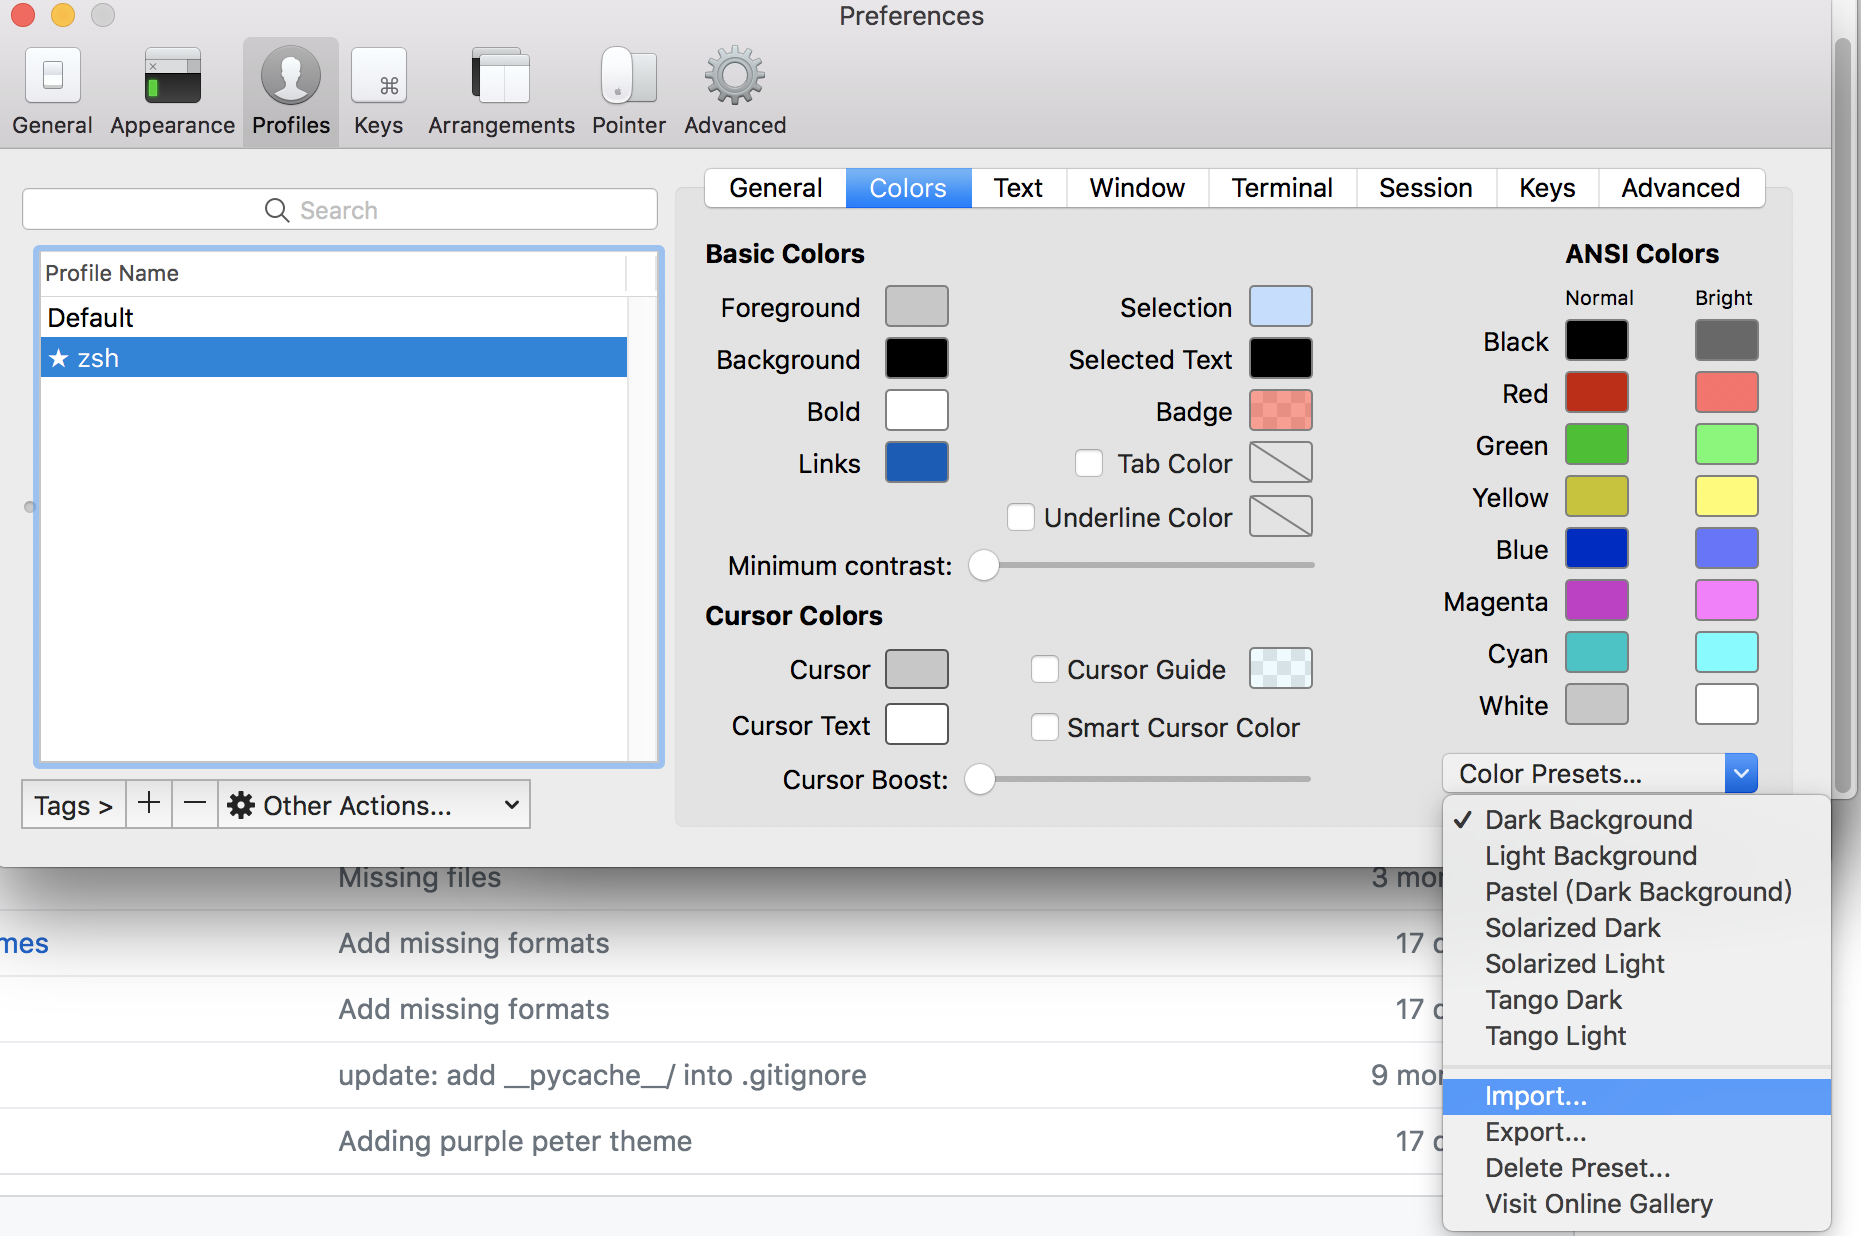 Preferences
General Appearance Profiles Keys Arrangements Pointer Advanced
Search
Profile Name
Default
★ zsh
Tags > + − Other Actions...
General Colors Text Window Terminal Session Keys Advanced
Basic Colors
Foreground
Background
Bold
Links
Selection
Selected Text
Badge
Tab Color
Underline Color
Minimum contrast:
Cursor Colors
Cursor
Cursor Text
Cursor Guide
Smart Cursor Color
Cursor Boost:
ANSI Colors
Normal Bright
Black
Red
Green
Yellow
Blue
Magenta
Cyan
White
Color Presets...
✓ Dark Background
Light Background
Pastel (Dark Background)
Solarized Dark
Solarized Light
Tango Dark
Tango Light
Import...
Export...
Delete Preset...
Visit Online Gallery
Missing files 3 mo
mes Add missing formats 17
Add missing formats 17
update: add __pycache__/ into .gitignore 9 mo
Adding purple peter theme 17